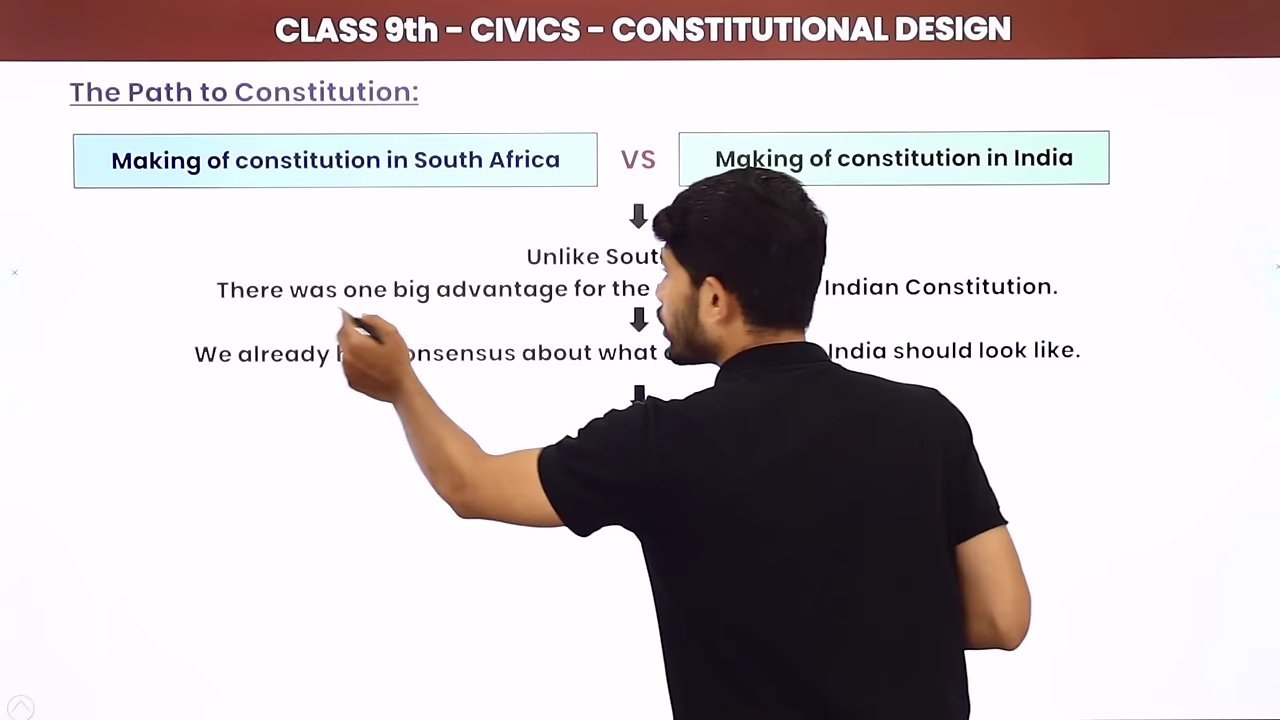 CLASS 9th - CIVICS - CONSTITUTIONAL DESIGN
The Path to Constitution:
Making of constitution in South Africa
VS
Making of constitution in India
Unlike
There was one big advantage for the Indian Constitution.
We already consensus about what India should look like.